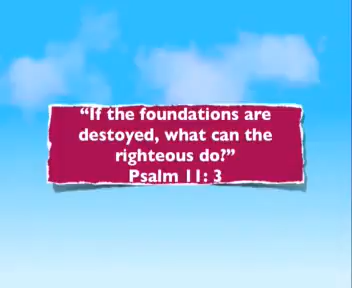 “If the foundations are
destoyed, what can the
righteous do?”
Psalm 11: 3